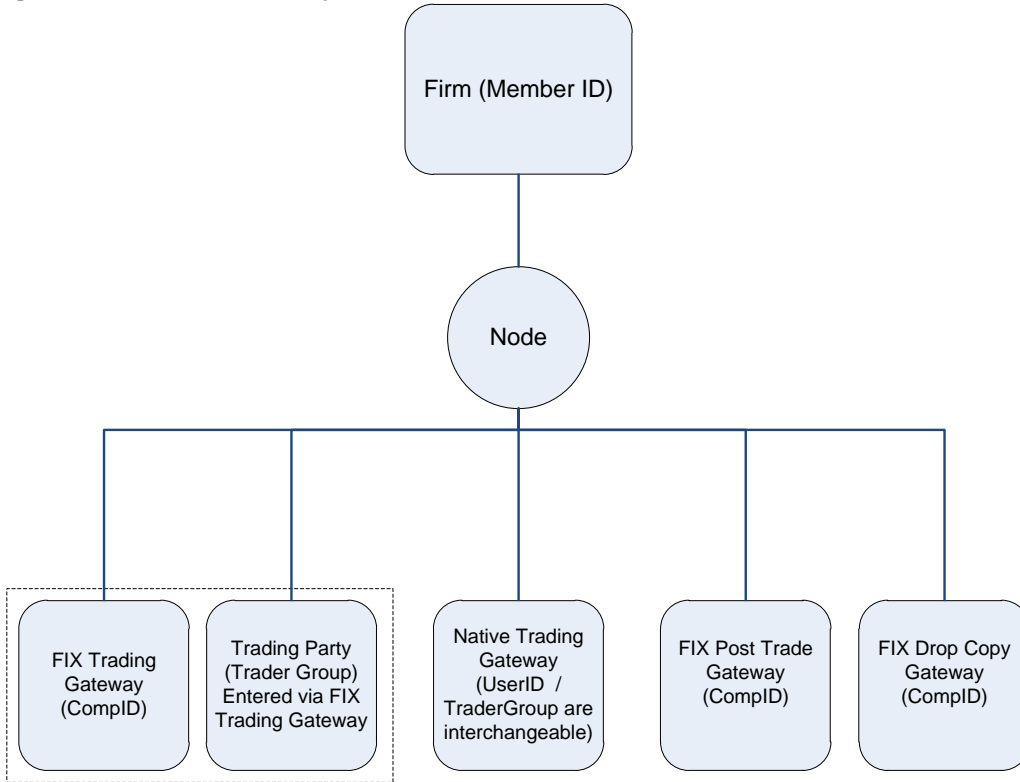 Firm (Member ID)
Node
FIX Trading
Gateway
(CompID)
Trading Party
(Trader Group)
Entered via FIX
Trading Gateway
Native Trading
Gateway
(UserID /
TraderGroup are
interchangeable)
FIX Post Trade
Gateway
(CompID)
FIX Drop Copy
Gateway
(CompID)